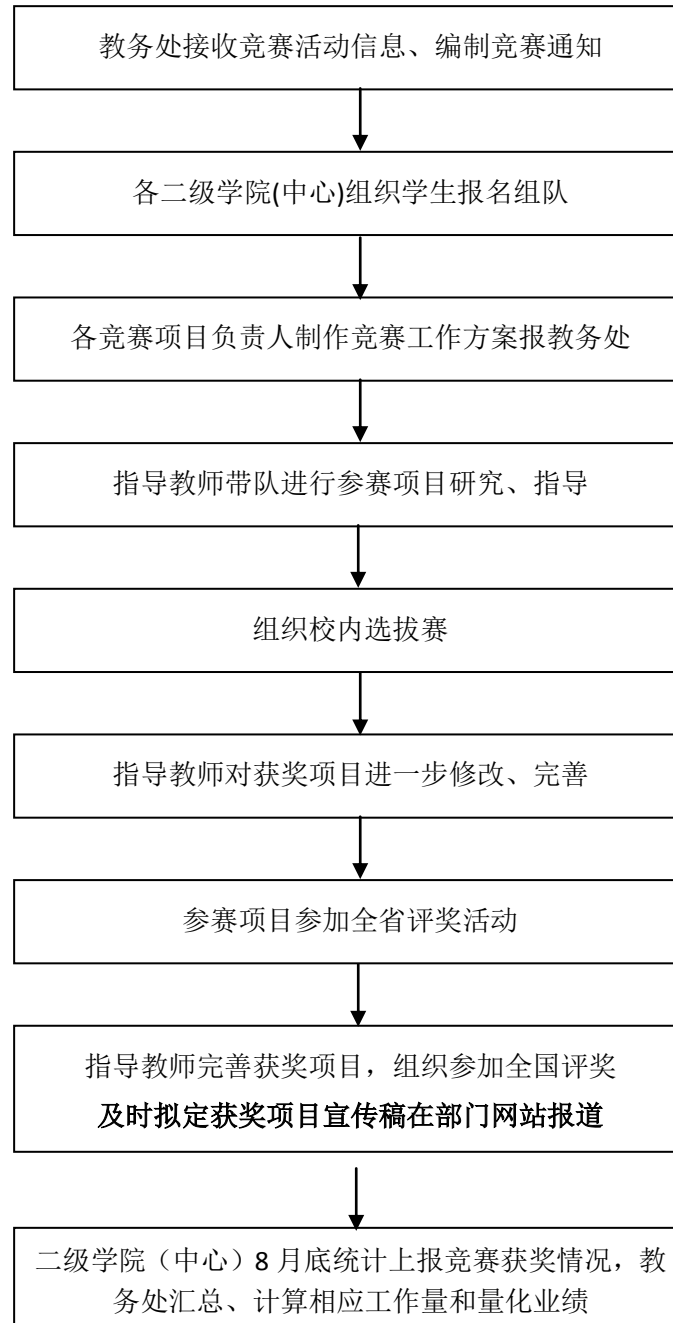 教务处接收竞赛活动信息、编制竞赛通知
各二级学院(中心)组织学生报名组队
各竞赛项目负责人制作竞赛工作方案报教务处
指导教师带队进行参赛项目研究、指导
组织校内选拔赛
指导教师对获奖项目进一步修改、完善
参赛项目参加全省评奖活动
指导教师完善获奖项目，组织参加全国评奖
及时拟定获奖项目宣传稿在部门网站报道
二级学院（中心）8 月底统计上报竞赛获奖情况，教
务处汇总、计算相应工作量和量化业绩